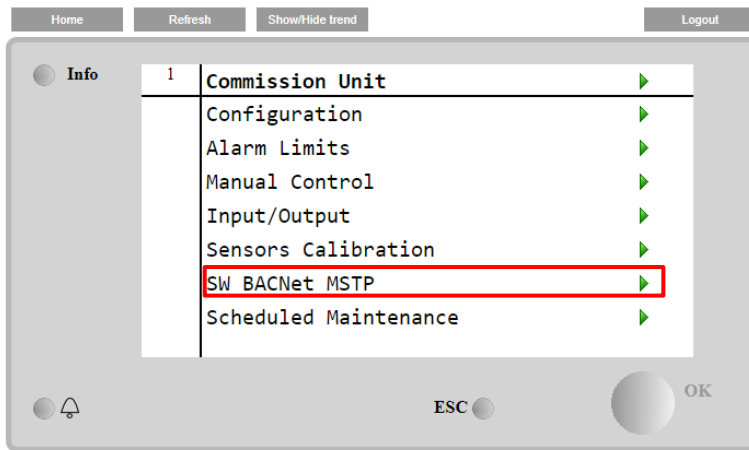 Home Refresh Show/Hide trend Logout
Info
1 Commission Unit
Configuration
Alarm Limits
Manual Control
Input/Output
Sensors Calibration
SW BACNet MSTP
Scheduled Maintenance
ESC OK